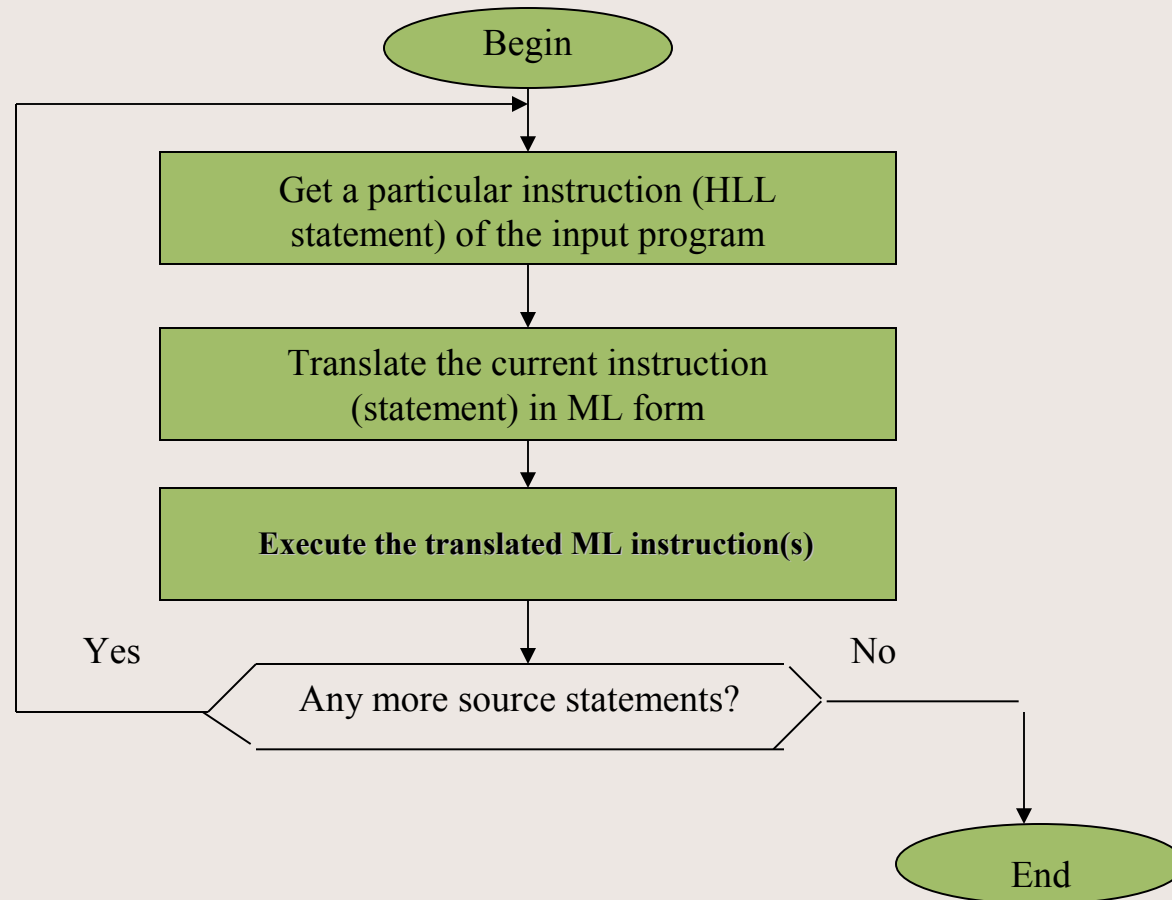 Begin
Get a particular instruction (HLL
statement) of the input program
Translate the current instruction
(statement) in ML form
Execute the translated ML instruction(s)
Yes
No
Any more source statements?
End